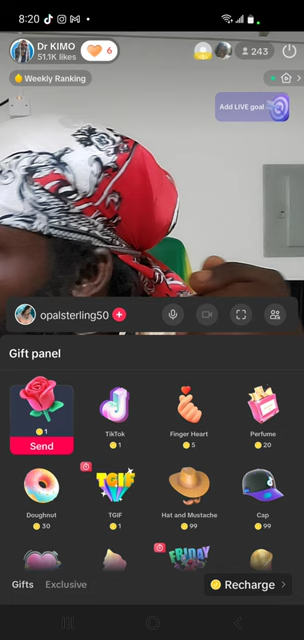 8:20
Dr KIMO
51.1K likes
6
243
Weekly Ranking
Add LIVE goal
opalsterling50
Gift panel
1
Send
TikTok
1
Finger Heart
5
Perfume
20
Doughnut
30
TGIF
TGIF
1
Hat and Mustache
99
Cap
99
FRIDAY
Gifts
Exclusive
Recharge